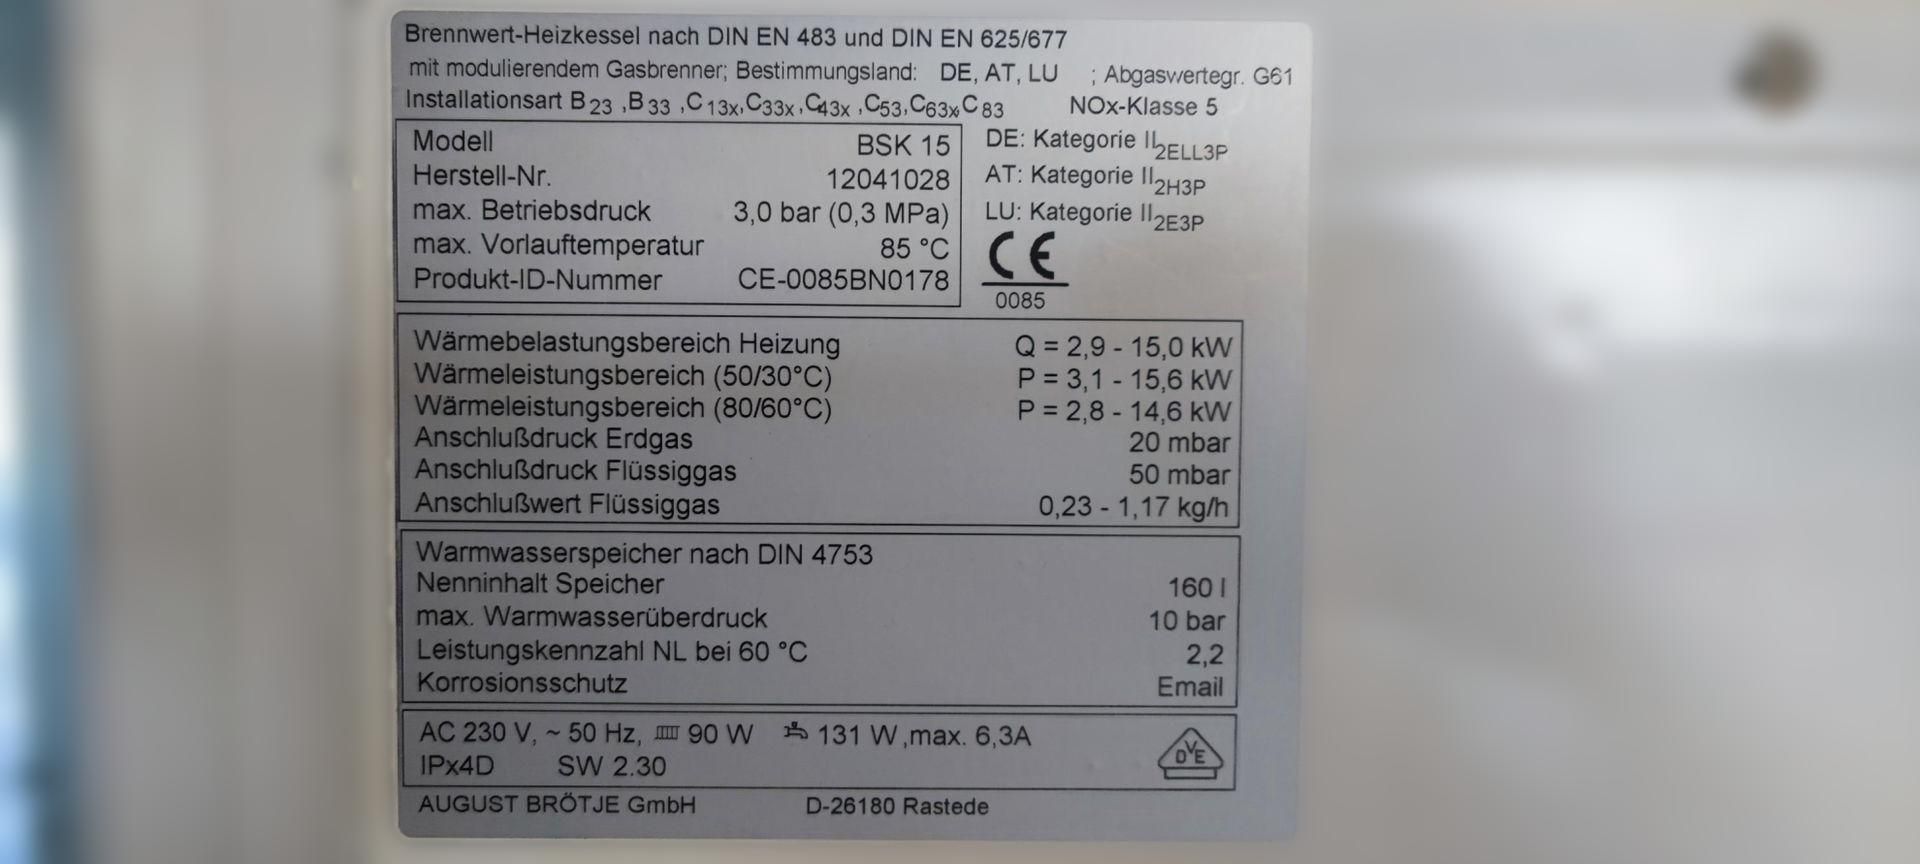 Brennwert-Heizkessel nach DIN EN 483 und DIN EN 625/677
mit modulierendem Gasbrenner; Bestimmungsland: DE, AT, LU ; Abgaswertegr. G61
Installationsart B23 ,B33 ,C13x,C33x,C43x ,C53,C63x,C83 NOx-Klasse 5
Modell BSK 15
Herstell-Nr. 12041028
max. Betriebsdruck 3,0 bar (0,3 MPa)
max. Vorlauftemperatur 85 °C
Produkt-ID-Nummer CE-0085BN0178
DE: Kategorie II2ELL3P
AT: Kategorie II2H3P
LU: Kategorie II2E3P
CE
0085
Wärmebelastungsbereich Heizung Q = 2,9 - 15,0 kW
Wärmeleistungsbereich (50/30°C) P = 3,1 - 15,6 kW
Wärmeleistungsbereich (80/60°C) P = 2,8 - 14,6 kW
Anschlußdruck Erdgas 20 mbar
Anschlußdruck Flüssiggas 50 mbar
Anschlußwert Flüssiggas 0,23 - 1,17 kg/h
Warmwasserspeicher nach DIN 4753
Nenninhalt Speicher 160 l
max. Warmwasserüberdruck 10 bar
Leistungskennzahl NL bei 60 °C 2,2
Korrosionsschutz Email
AC 230 V, ~ 50 Hz, 90 W 131 W ,max. 6,3A
IPx4D SW 2.30
DVE
AUGUST BRÖTJE GmbH D-26180 Rastede